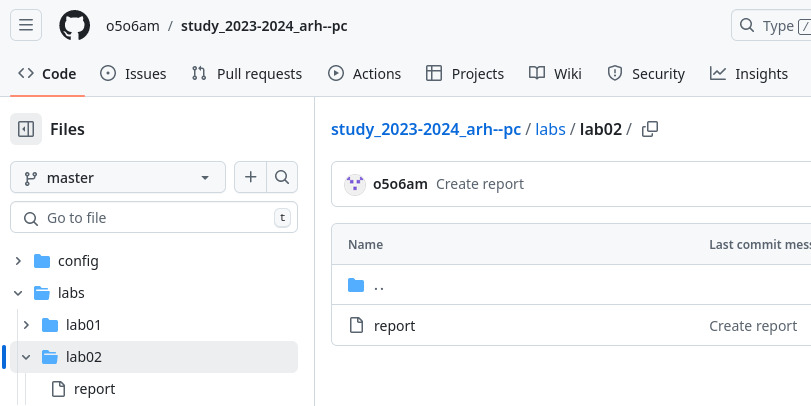 o5o6am / study_2023-2024_arh--pc
Type /
Code Issues Pull requests Actions Projects Wiki Security Insights
Files
study_2023-2024_arh--pc / labs / lab02 /
master
o5o6am Create report
Go to file t
Name Last commit mes
config
..
labs
lab01
report Create report
lab02
report